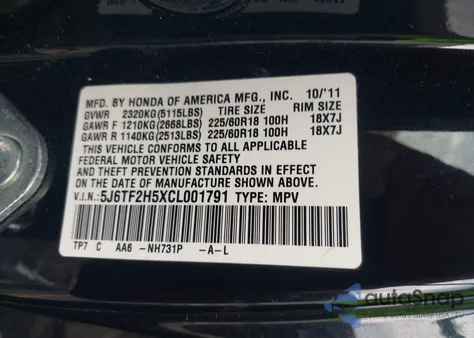 MFD. BY HONDA OF AMERICA MFG., INC. 10/'11
GVWR 2320KG(5115LBS) TIRE SIZE RIM SIZE
GAWR F 1210KG(2668LBS) 225/60R18 100H 18X7J
GAWR R 1140KG(2513LBS) 225/60R18 100H 18X7J
THIS VEHICLE CONFORMS TO ALL APPLICABLE
FEDERAL MOTOR VEHICLE SAFETY
AND THEFT PREVENTION STANDARDS IN EFFECT
ON THE DATE OF MANUFACTURE SHOWN ABOVE.
V.I.N.: 5J6TF2H5XCL001791 TYPE: MPV
TP7 C AA6 -NH731P -A-L
autoSnap